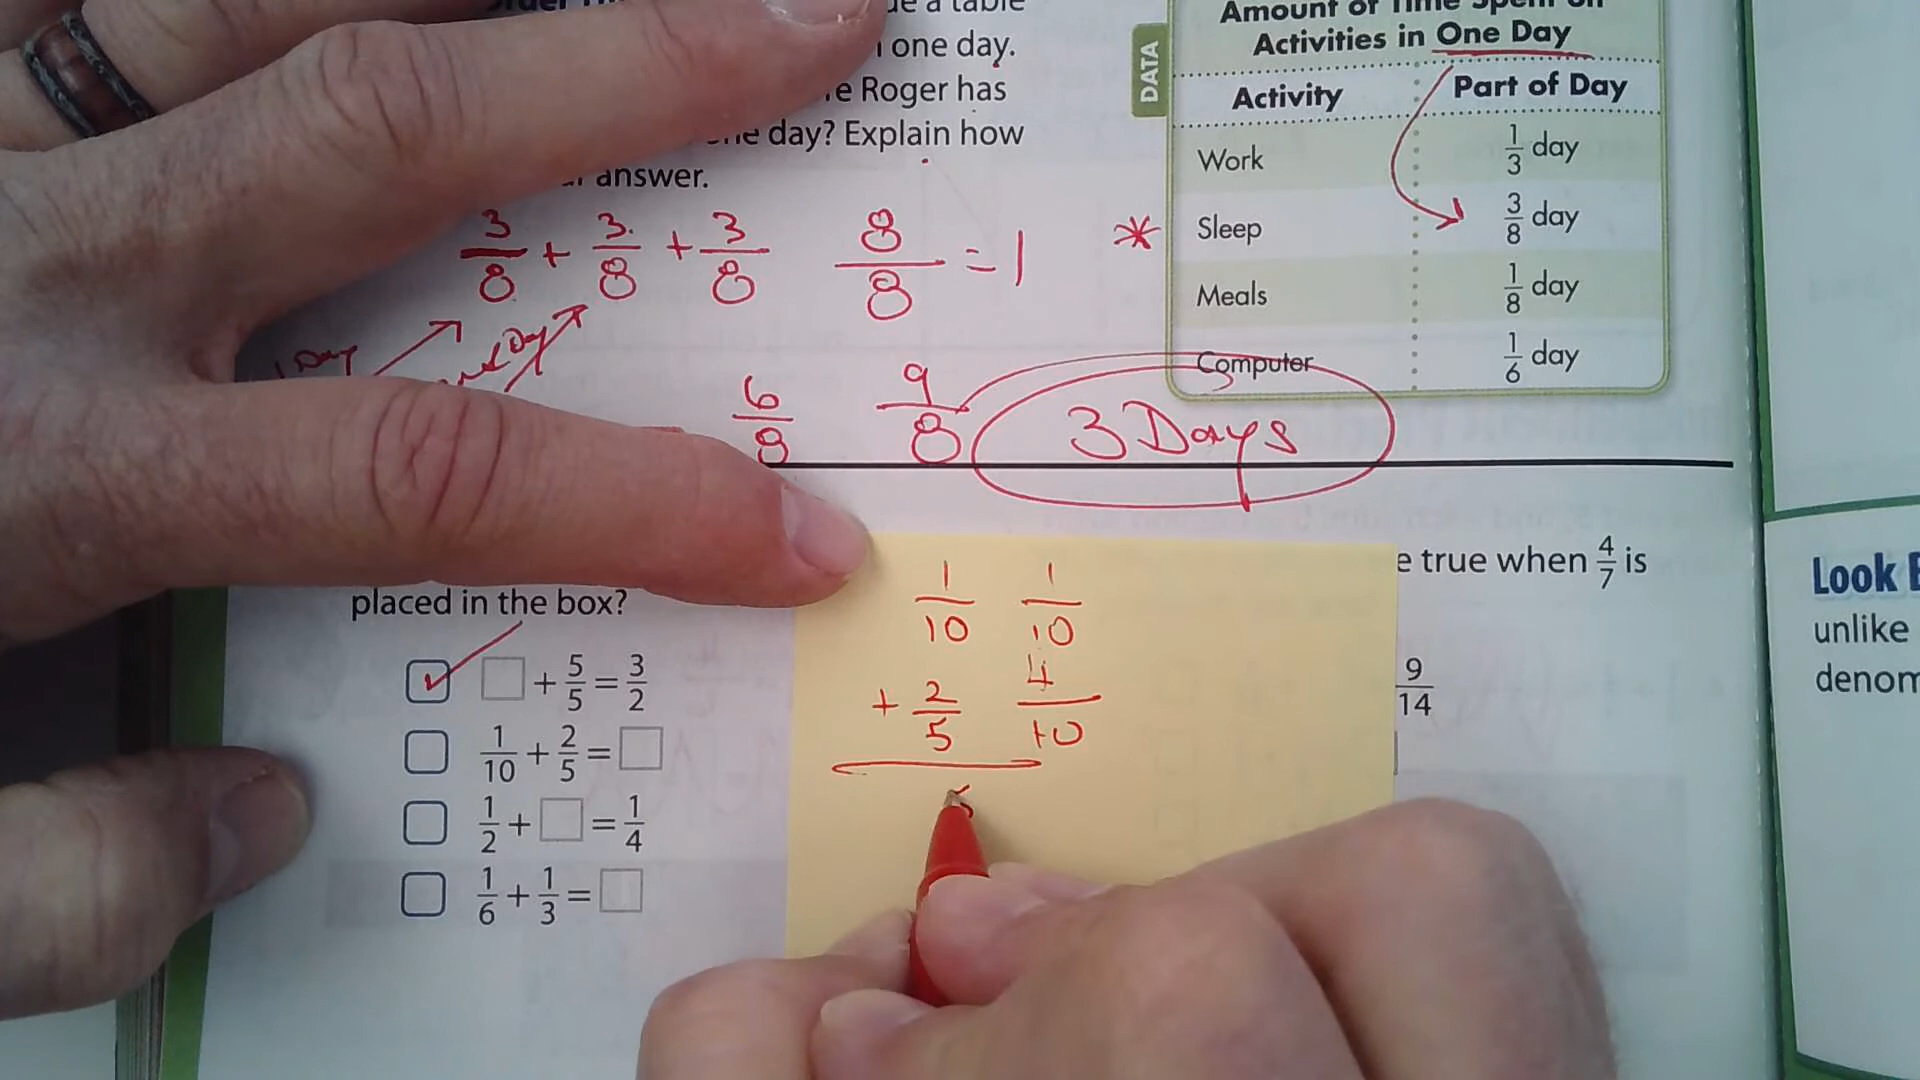 de a table
one day.
Roger has
day? Explain how
answer.
Amount of Time Spent on
Activities in One Day
DATA
Activity Part of Day
Work 1/3 day
Sleep 3/8 day
Meals 1/8 day
Computer 1/6 day
3/8 + 3/8 + 3/8 8/8 = 1 *
Day Day
6/8 9/8 3 Days
placed in the box?
□ + 5/5 = 3/2
1/10 + 2/5 = □
1/2 + □ = 1/4
1/6 + 1/3 = □
1/10 1/10
+ 2/5 4/10
e true when 4/7 is
9/14
Look
unlike
denom